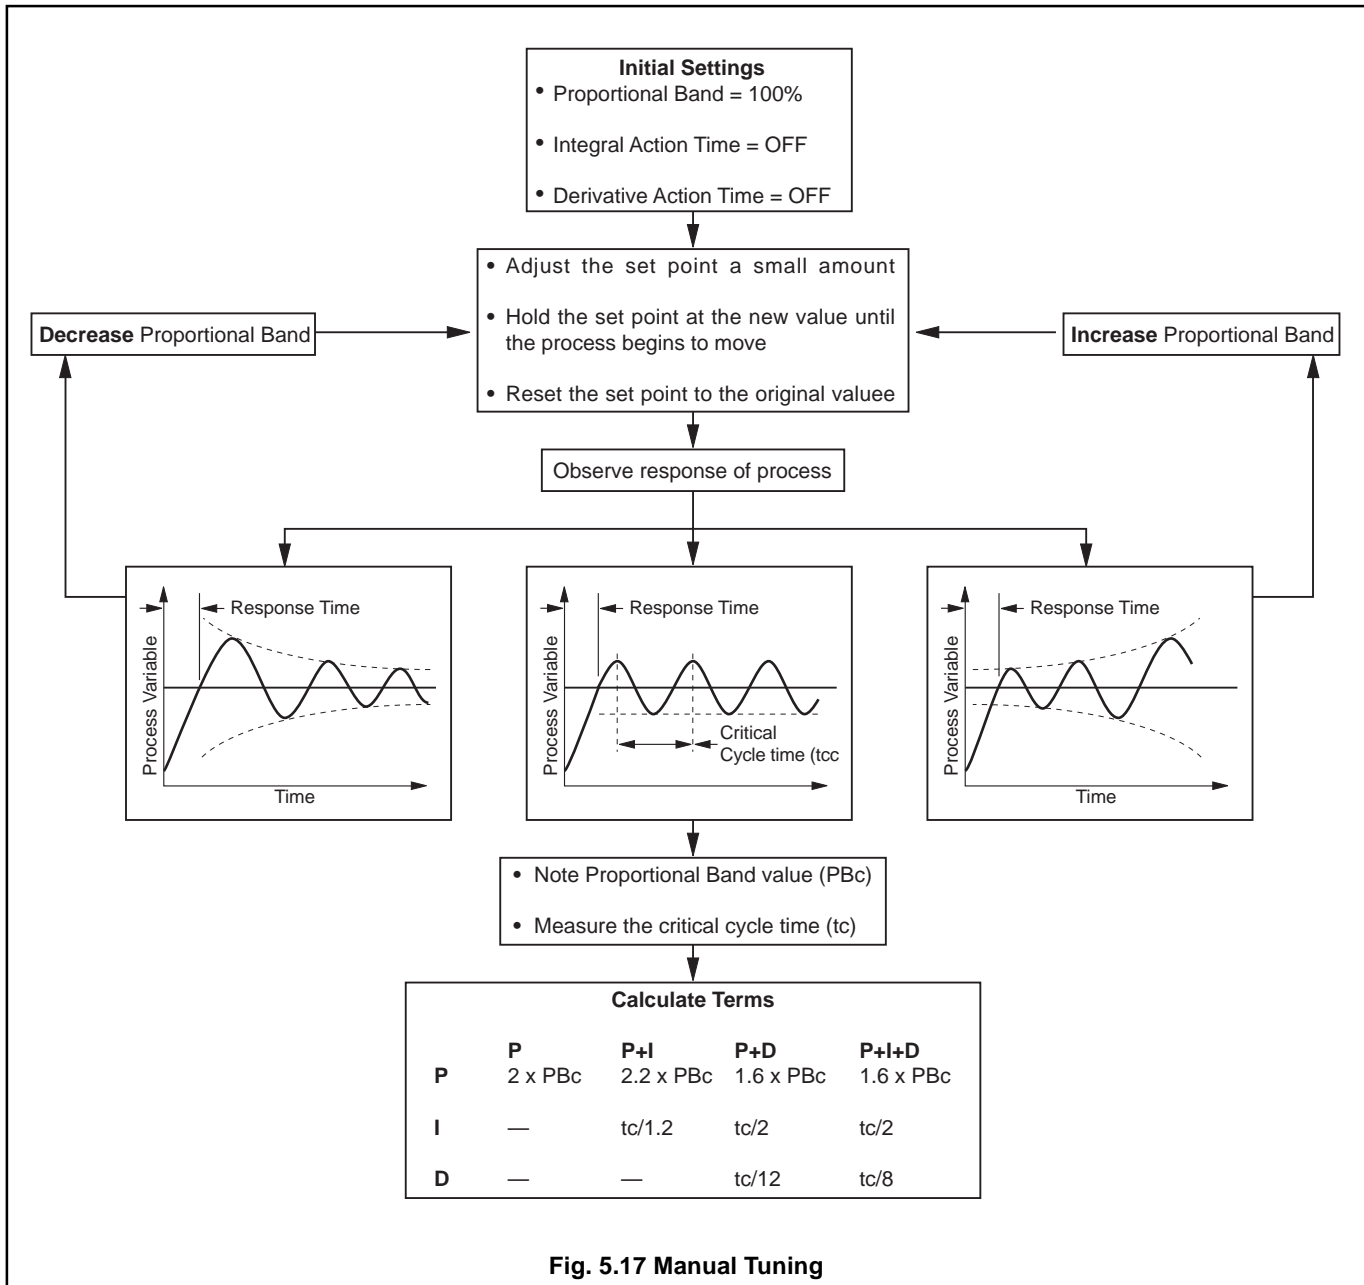 Initial Settings
• Proportional Band = 100%
• Integral Action Time = OFF
• Derivative Action Time = OFF
• Adjust the set point a small amount
• Hold the set point at the new value until
the process begins to move
• Reset the set point to the original valuee
Decrease Proportional Band
Increase Proportional Band
Observe response of process
Response Time
Process Variable
Time
Response Time
Process Variable
Critical
Cycle time (tcc
Response Time
Process Variable
Time
• Note Proportional Band value (PBc)
• Measure the critical cycle time (tc)
Calculate Terms
P P+I P+D P+I+D
P 2 x PBc 2.2 x PBc 1.6 x PBc 1.6 x PBc
I — tc/1.2 tc/2 tc/2
D — — tc/12 tc/8
Fig. 5.17 Manual Tuning